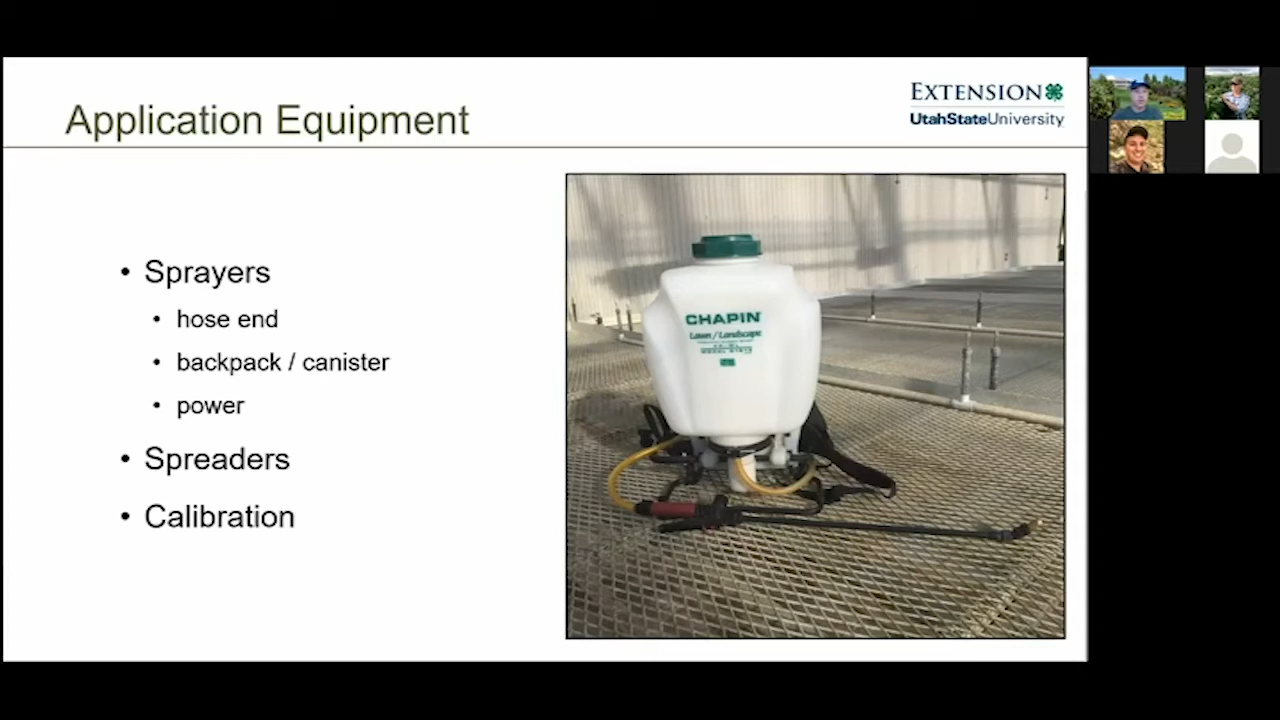 Application Equipment
EXTENSION
UtahStateUniversity
• Sprayers
• hose end
• backpack / canister
• power
• Spreaders
• Calibration
CHAPIN
Lawn / Landscape